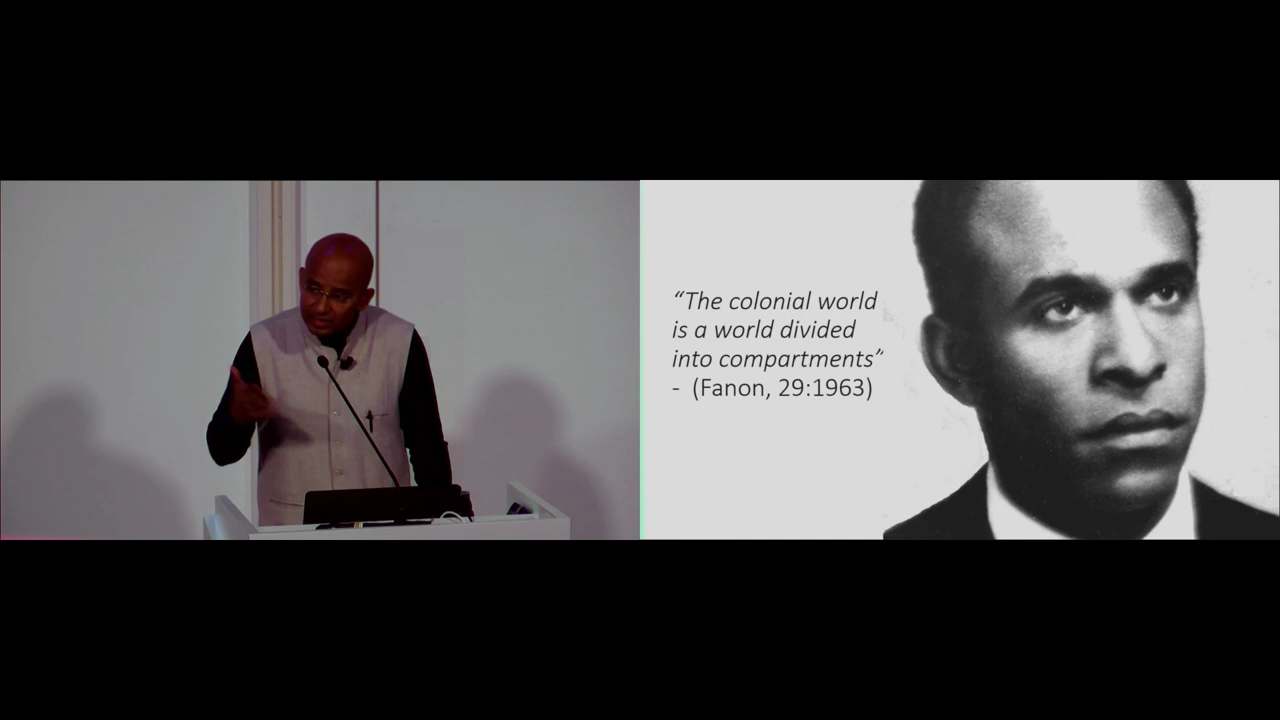 “The colonial world
is a world divided
into compartments”
- (Fanon, 29:1963)